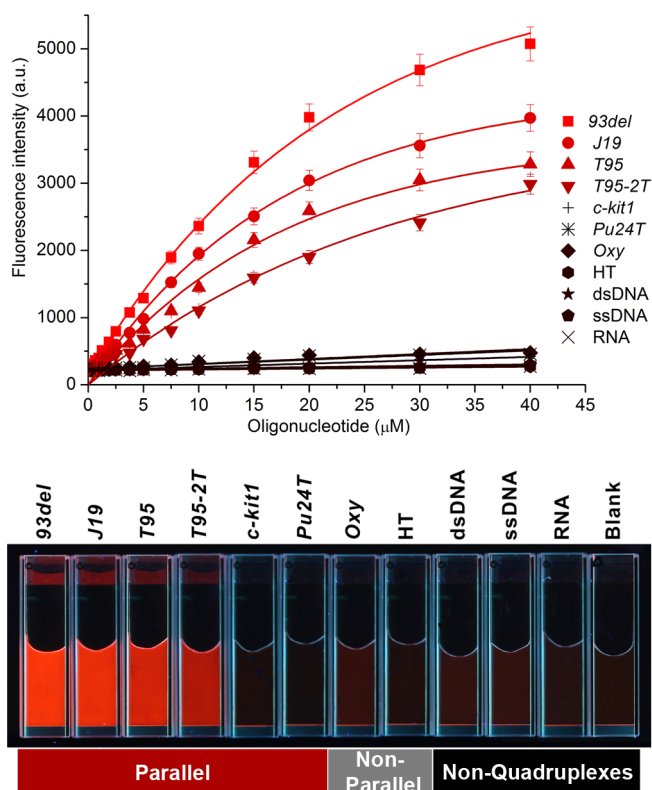 5000
4000
3000
2000
1000
0
Fluorescence intensity (a.u.)
0 5 10 15 20 25 30 35 40 45
Oligonucleotide (μM)
93del
J19
T95
T95-2T
c-kit1
Pu24T
Oxy
HT
dsDNA
ssDNA
RNA
93del
J19
T95
T95-2T
c-kit1
Pu24T
Oxy
HT
dsDNA
ssDNA
RNA
Blank
Parallel
Non-
Parallel
Non-Quadruplexes